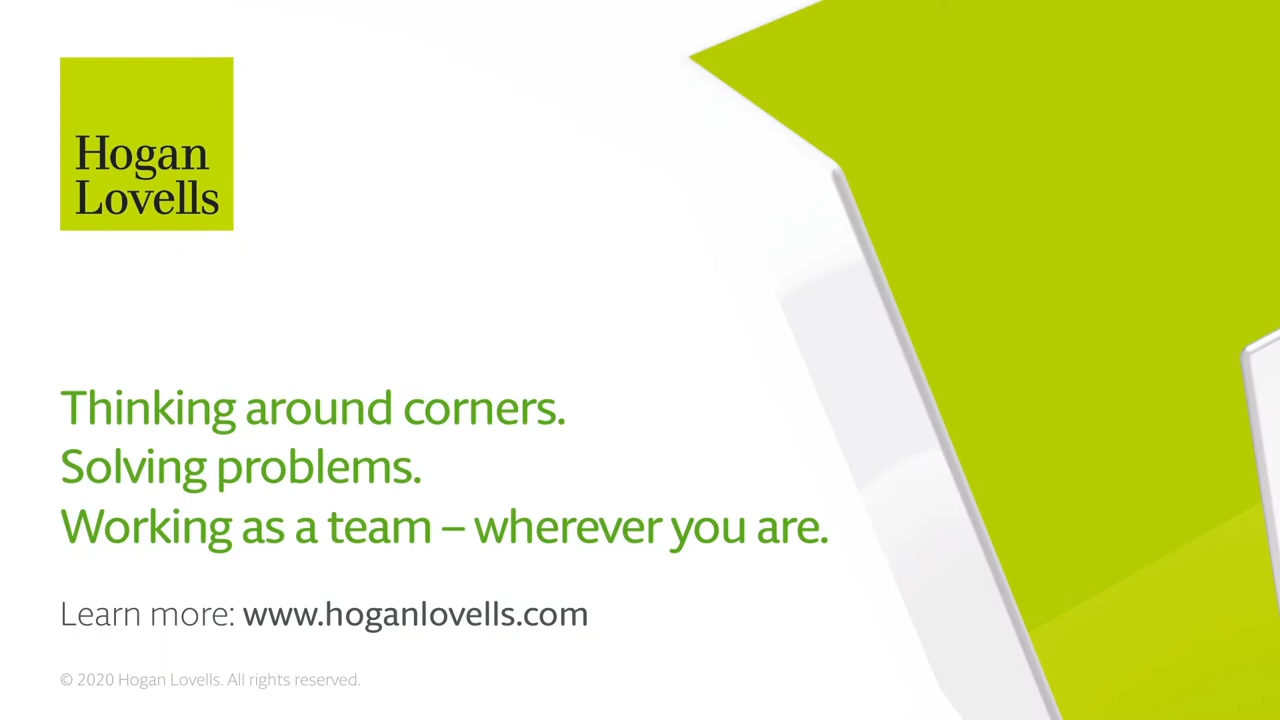 Hogan
Lovells
Thinking around corners.
Solving problems.
Working as a team – wherever you are.
Learn more: www.hoganlovells.com
© 2020 Hogan Lovells. All rights reserved.